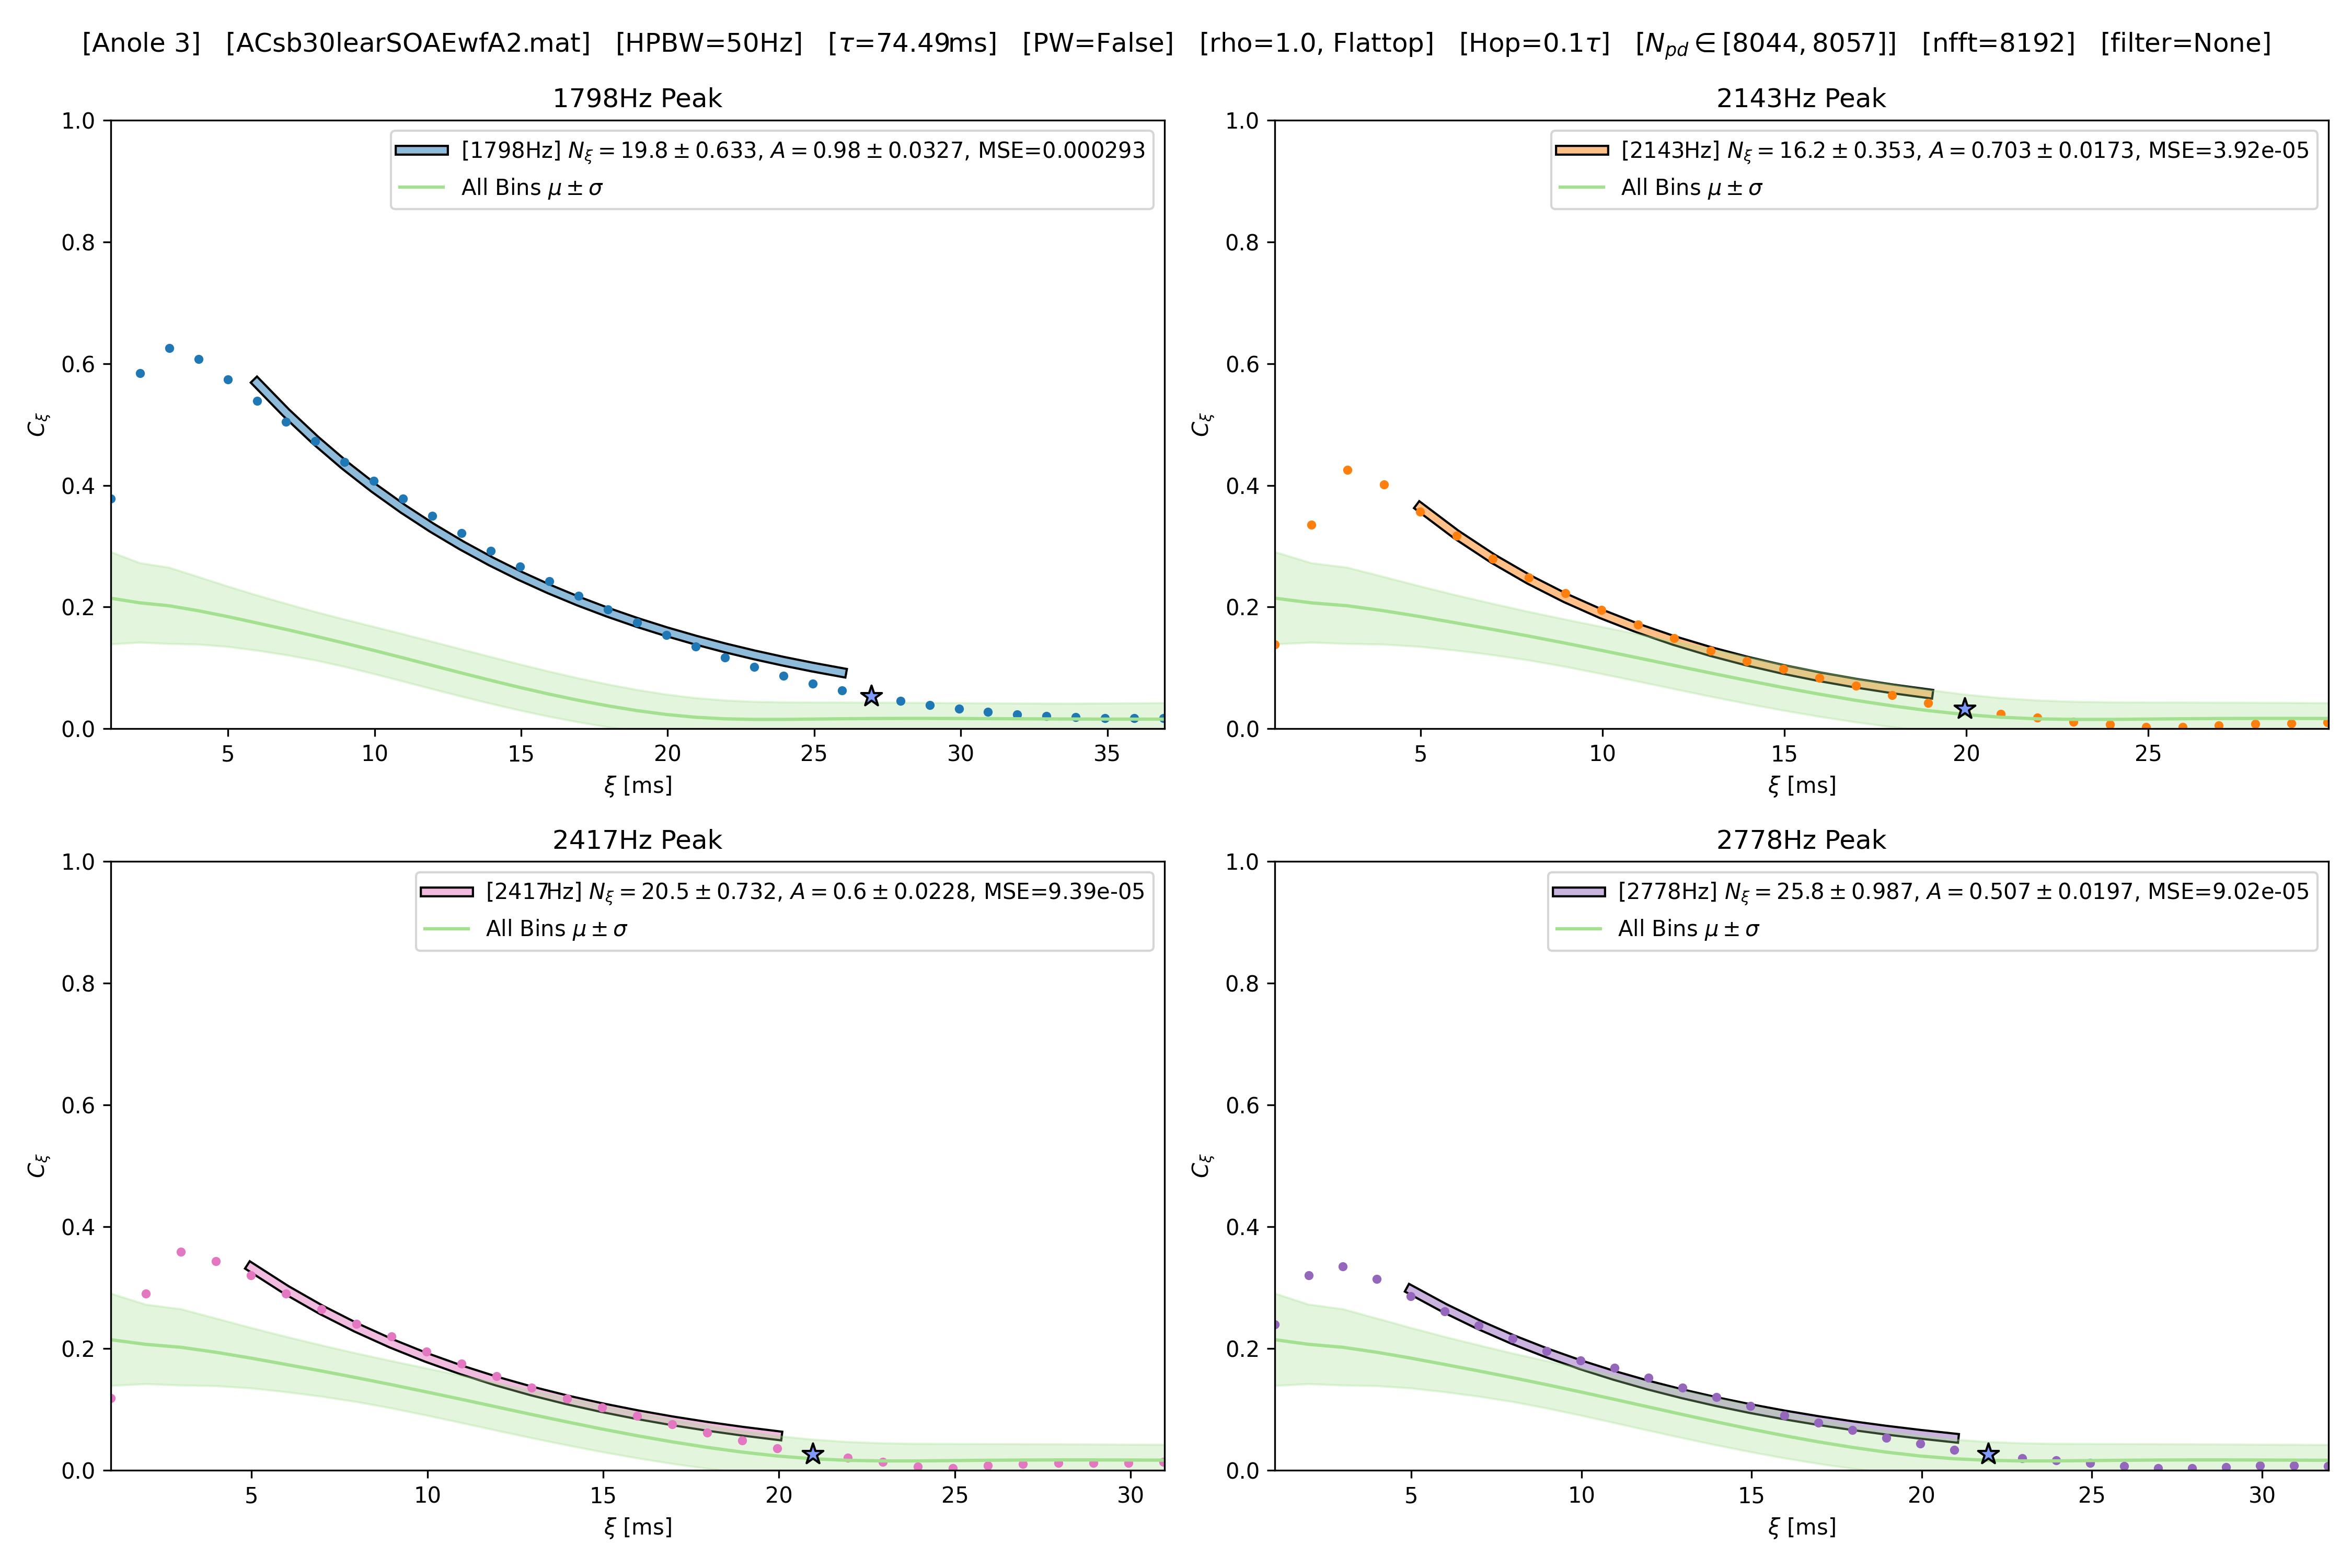 [Anole 3] [ACsb30learSOAEwfA2.mat] [HPBW=50Hz] [τ=74.49ms] [PW=False] [rho=1.0, Flattop] [Hop=0.1τ] [N_pd ∈ [8044, 8057]] [nfft=8192] [filter=None]
1798Hz Peak
[1798Hz] N_ξ = 19.8 ± 0.633, A = 0.98 ± 0.0327, MSE=0.000293
All Bins μ ± σ
1.0
0.8
0.6
0.4
0.2
0.0
C_ξ
5 10 15 20 25 30 35
ξ [ms]
2143Hz Peak
[2143Hz] N_ξ = 16.2 ± 0.353, A = 0.703 ± 0.0173, MSE=3.92e-05
All Bins μ ± σ
1.0
0.8
0.6
0.4
0.2
0.0
C_ξ
5 10 15 20 25
ξ [ms]
2417Hz Peak
[2417Hz] N_ξ = 20.5 ± 0.732, A = 0.6 ± 0.0228, MSE=9.39e-05
All Bins μ ± σ
1.0
0.8
0.6
0.4
0.2
0.0
C_ξ
5 10 15 20 25 30
ξ [ms]
2778Hz Peak
[2778Hz] N_ξ = 25.8 ± 0.987, A = 0.507 ± 0.0197, MSE=9.02e-05
All Bins μ ± σ
1.0
0.8
0.6
0.4
0.2
0.0
C_ξ
5 10 15 20 25 30
ξ [ms]